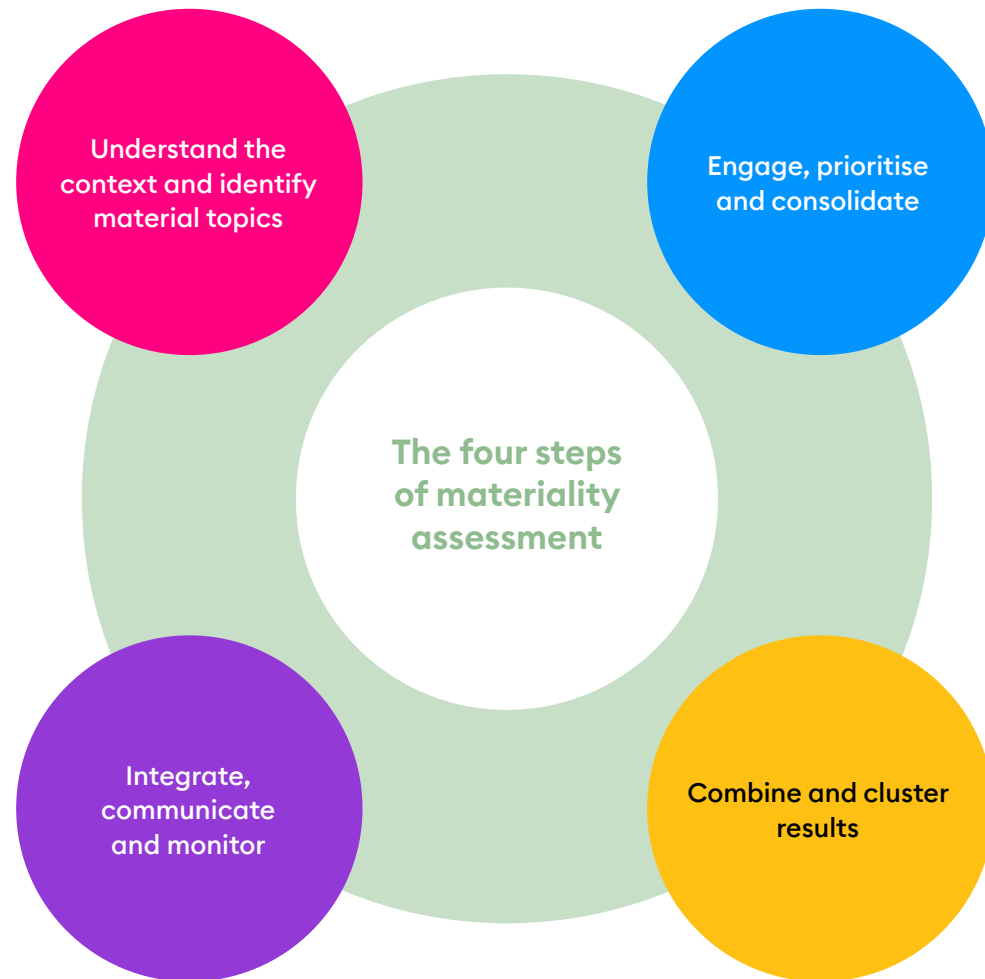 Understand the
context and identify
material topics
Engage, prioritise
and consolidate
The four steps
of materiality
assessment
Integrate,
communicate
and monitor
Combine and cluster
results